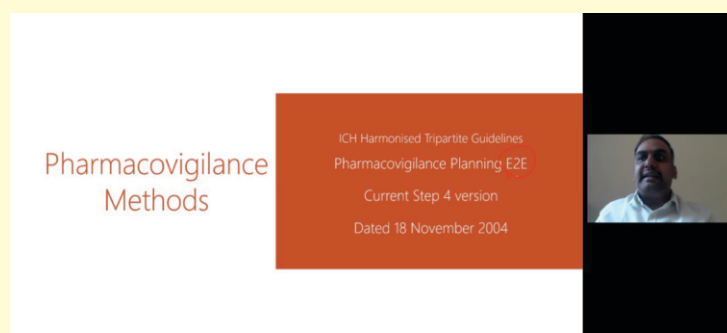 Pharmacovigilance
Methods
ICH Harmonised Tripartite Guidelines
Pharmacovigilance Planning E2E
Current Step 4 version
Dated 18 November 2004